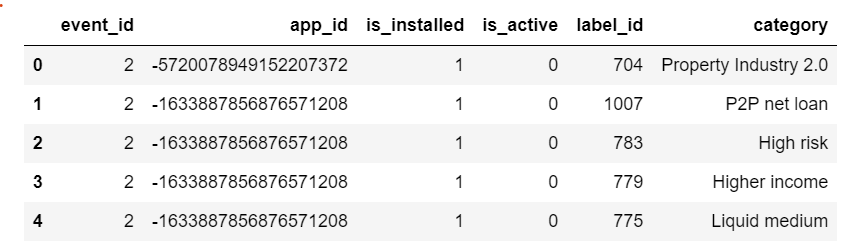 event_id app_id is_installed is_active label_id category
0 2 -5720078949152207372 1 0 704 Property Industry 2.0
1 2 -1633887856876571208 1 0 1007 P2P net loan
2 2 -1633887856876571208 1 0 783 High risk
3 2 -1633887856876571208 1 0 779 Higher income
4 2 -1633887856876571208 1 0 775 Liquid medium